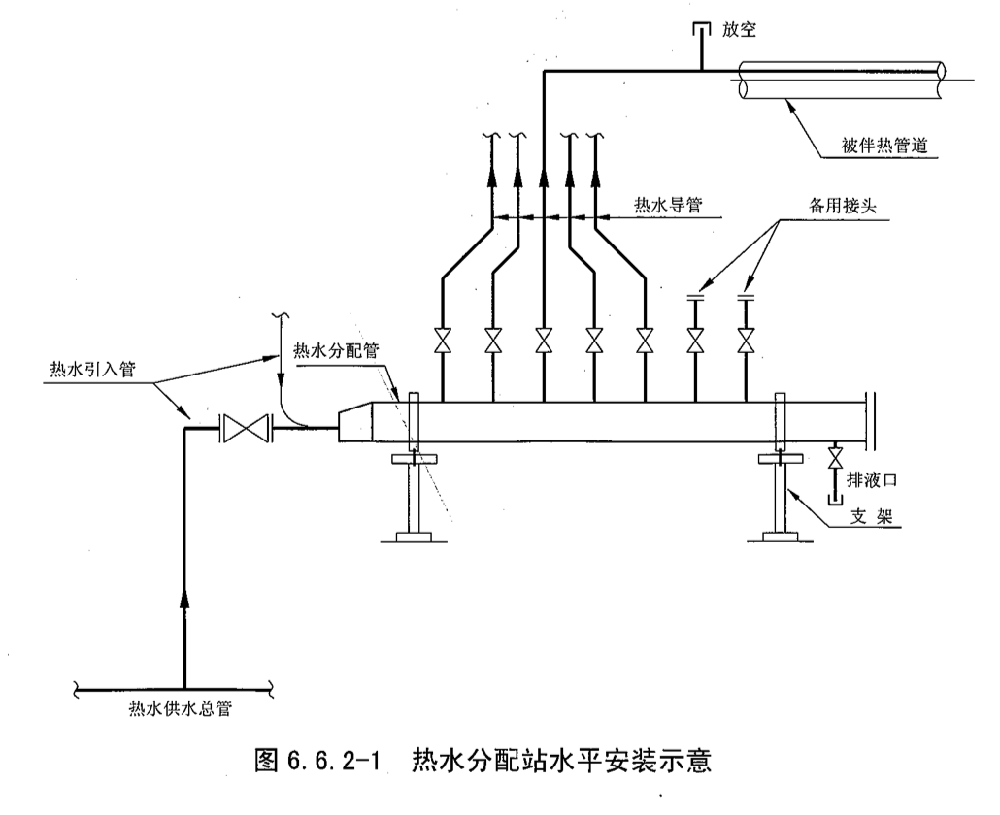 放空
被伴热管道
热水导管
备用接头
热水分配管
热水引入管
排液口
支架
热水供水总管
图6.6.2-1 热水分配站水平安装示意